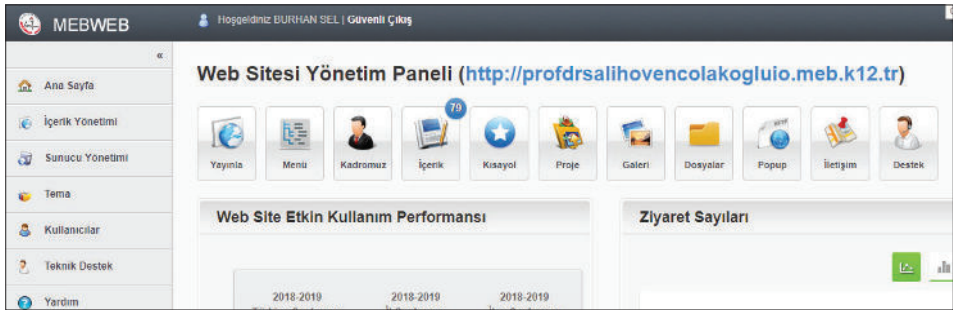 MEBWEB
Hoşgeldiniz BURHAN SEL | Güvenli Çıkış
«
Ana Sayfa
İçerik Yönetimi
Sunucu Yönetimi
Tema
Kullanıcılar
Teknik Destek
Yardım
Web Sitesi Yönetim Paneli (http://profdrsalihovencolakogluio.meb.k12.tr)
79
Yayınla Menü Kadromuz İçerik Kısayol Proje Galeri Dosyalar Popup İletişim Destek
Web Site Etkin Kullanım Performansı
Ziyaret Sayıları
2018-2019 2018-2019 2018-2019